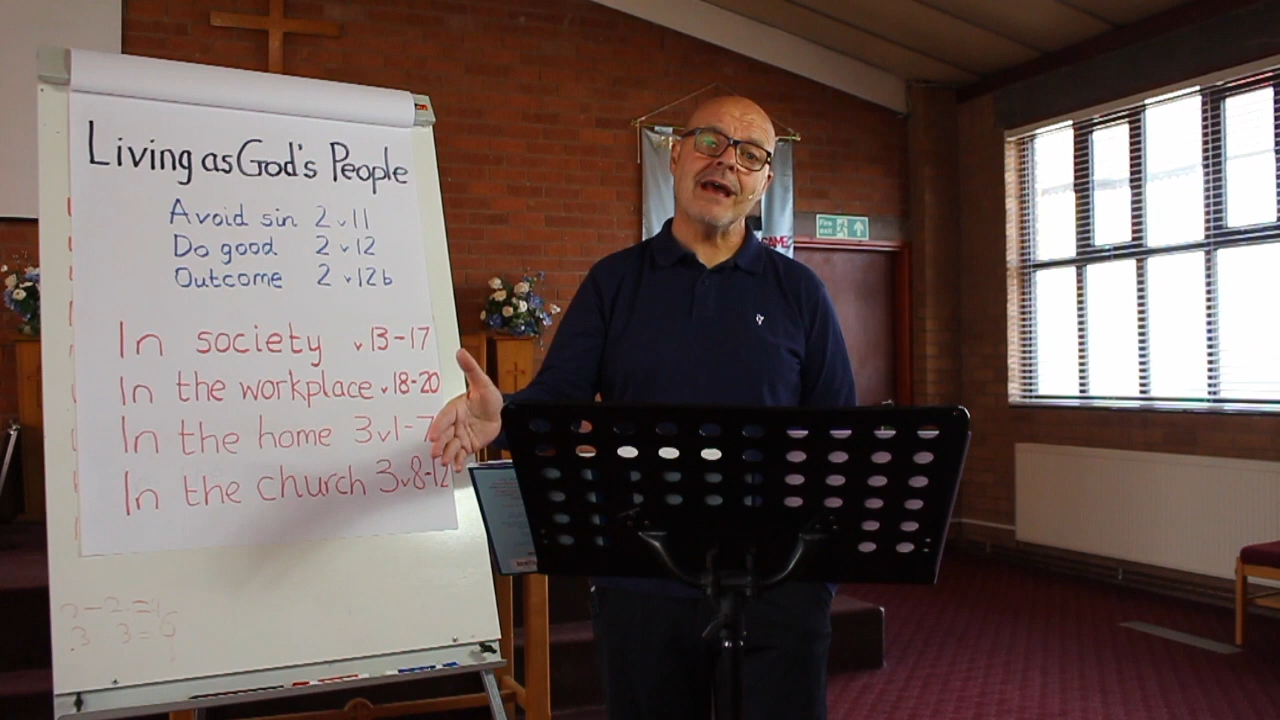 Living as God's People
Avoid sin 2 v 11
Do good 2 v 12
Outcome 2 v 12b
In society v 13-17
In the workplace v 18-20
In the home 3 v 1-7
In the church 3 v 8-12
Fire
exit